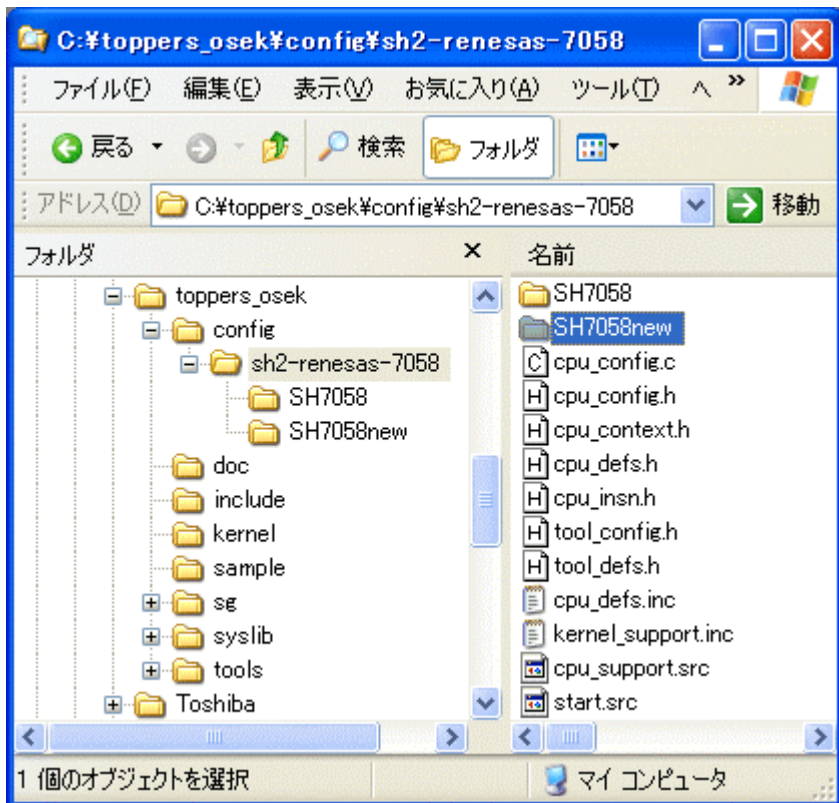 C:¥toppers_osek¥config¥sh2-renesas-7058
ファイル(F) 編集(E) 表示(V) お気に入り(A) ツール(T) ヘ »
戻る 検索 フォルダ
アドレス(D) C:¥toppers_osek¥config¥sh2-renesas-7058 移動
フォルダ × 名前
toppers_osek
config
sh2-renesas-7058
SH7058
SH7058new
doc
include
kernel
sample
sg
syslib
tools
Toshiba
SH7058
SH7058new
cpu_config.c
cpu_config.h
cpu_context.h
cpu_defs.h
cpu_insn.h
tool_config.h
tool_defs.h
cpu_defs.inc
kernel_support.inc
cpu_support.src
start.src
1 個のオブジェクトを選択 マイ コンピュータ